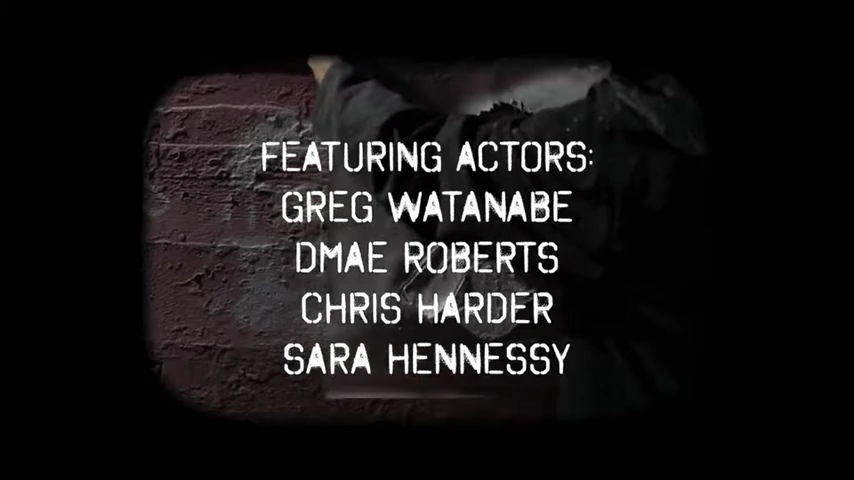 FEATURING ACTORS:
GREG WATANABE
DMAE ROBERTS
CHRIS HARDER
SARA HENNESSY